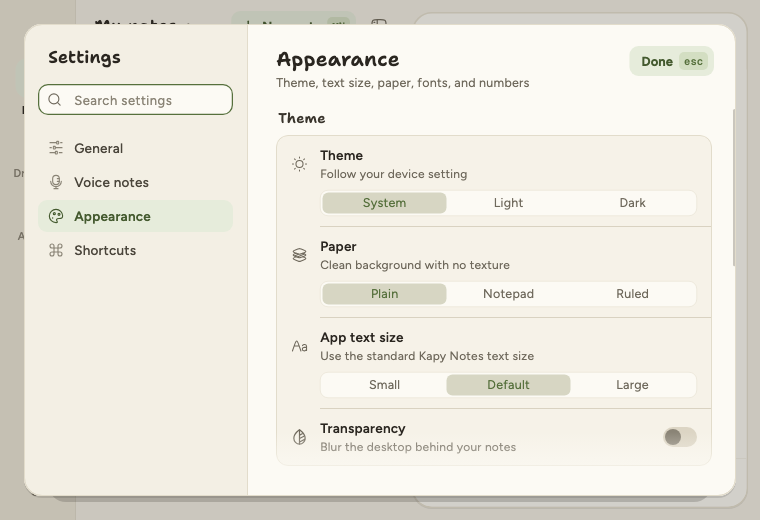 Settings
Search settings
General
Voice notes
Appearance
Shortcuts
Appearance
Theme, text size, paper, fonts, and numbers
Done esc
Theme
Theme
Follow your device setting
System Light Dark
Paper
Clean background with no texture
Plain Notepad Ruled
Aa
App text size
Use the standard Kapy Notes text size
Small Default Large
Transparency
Blur the desktop behind your notes